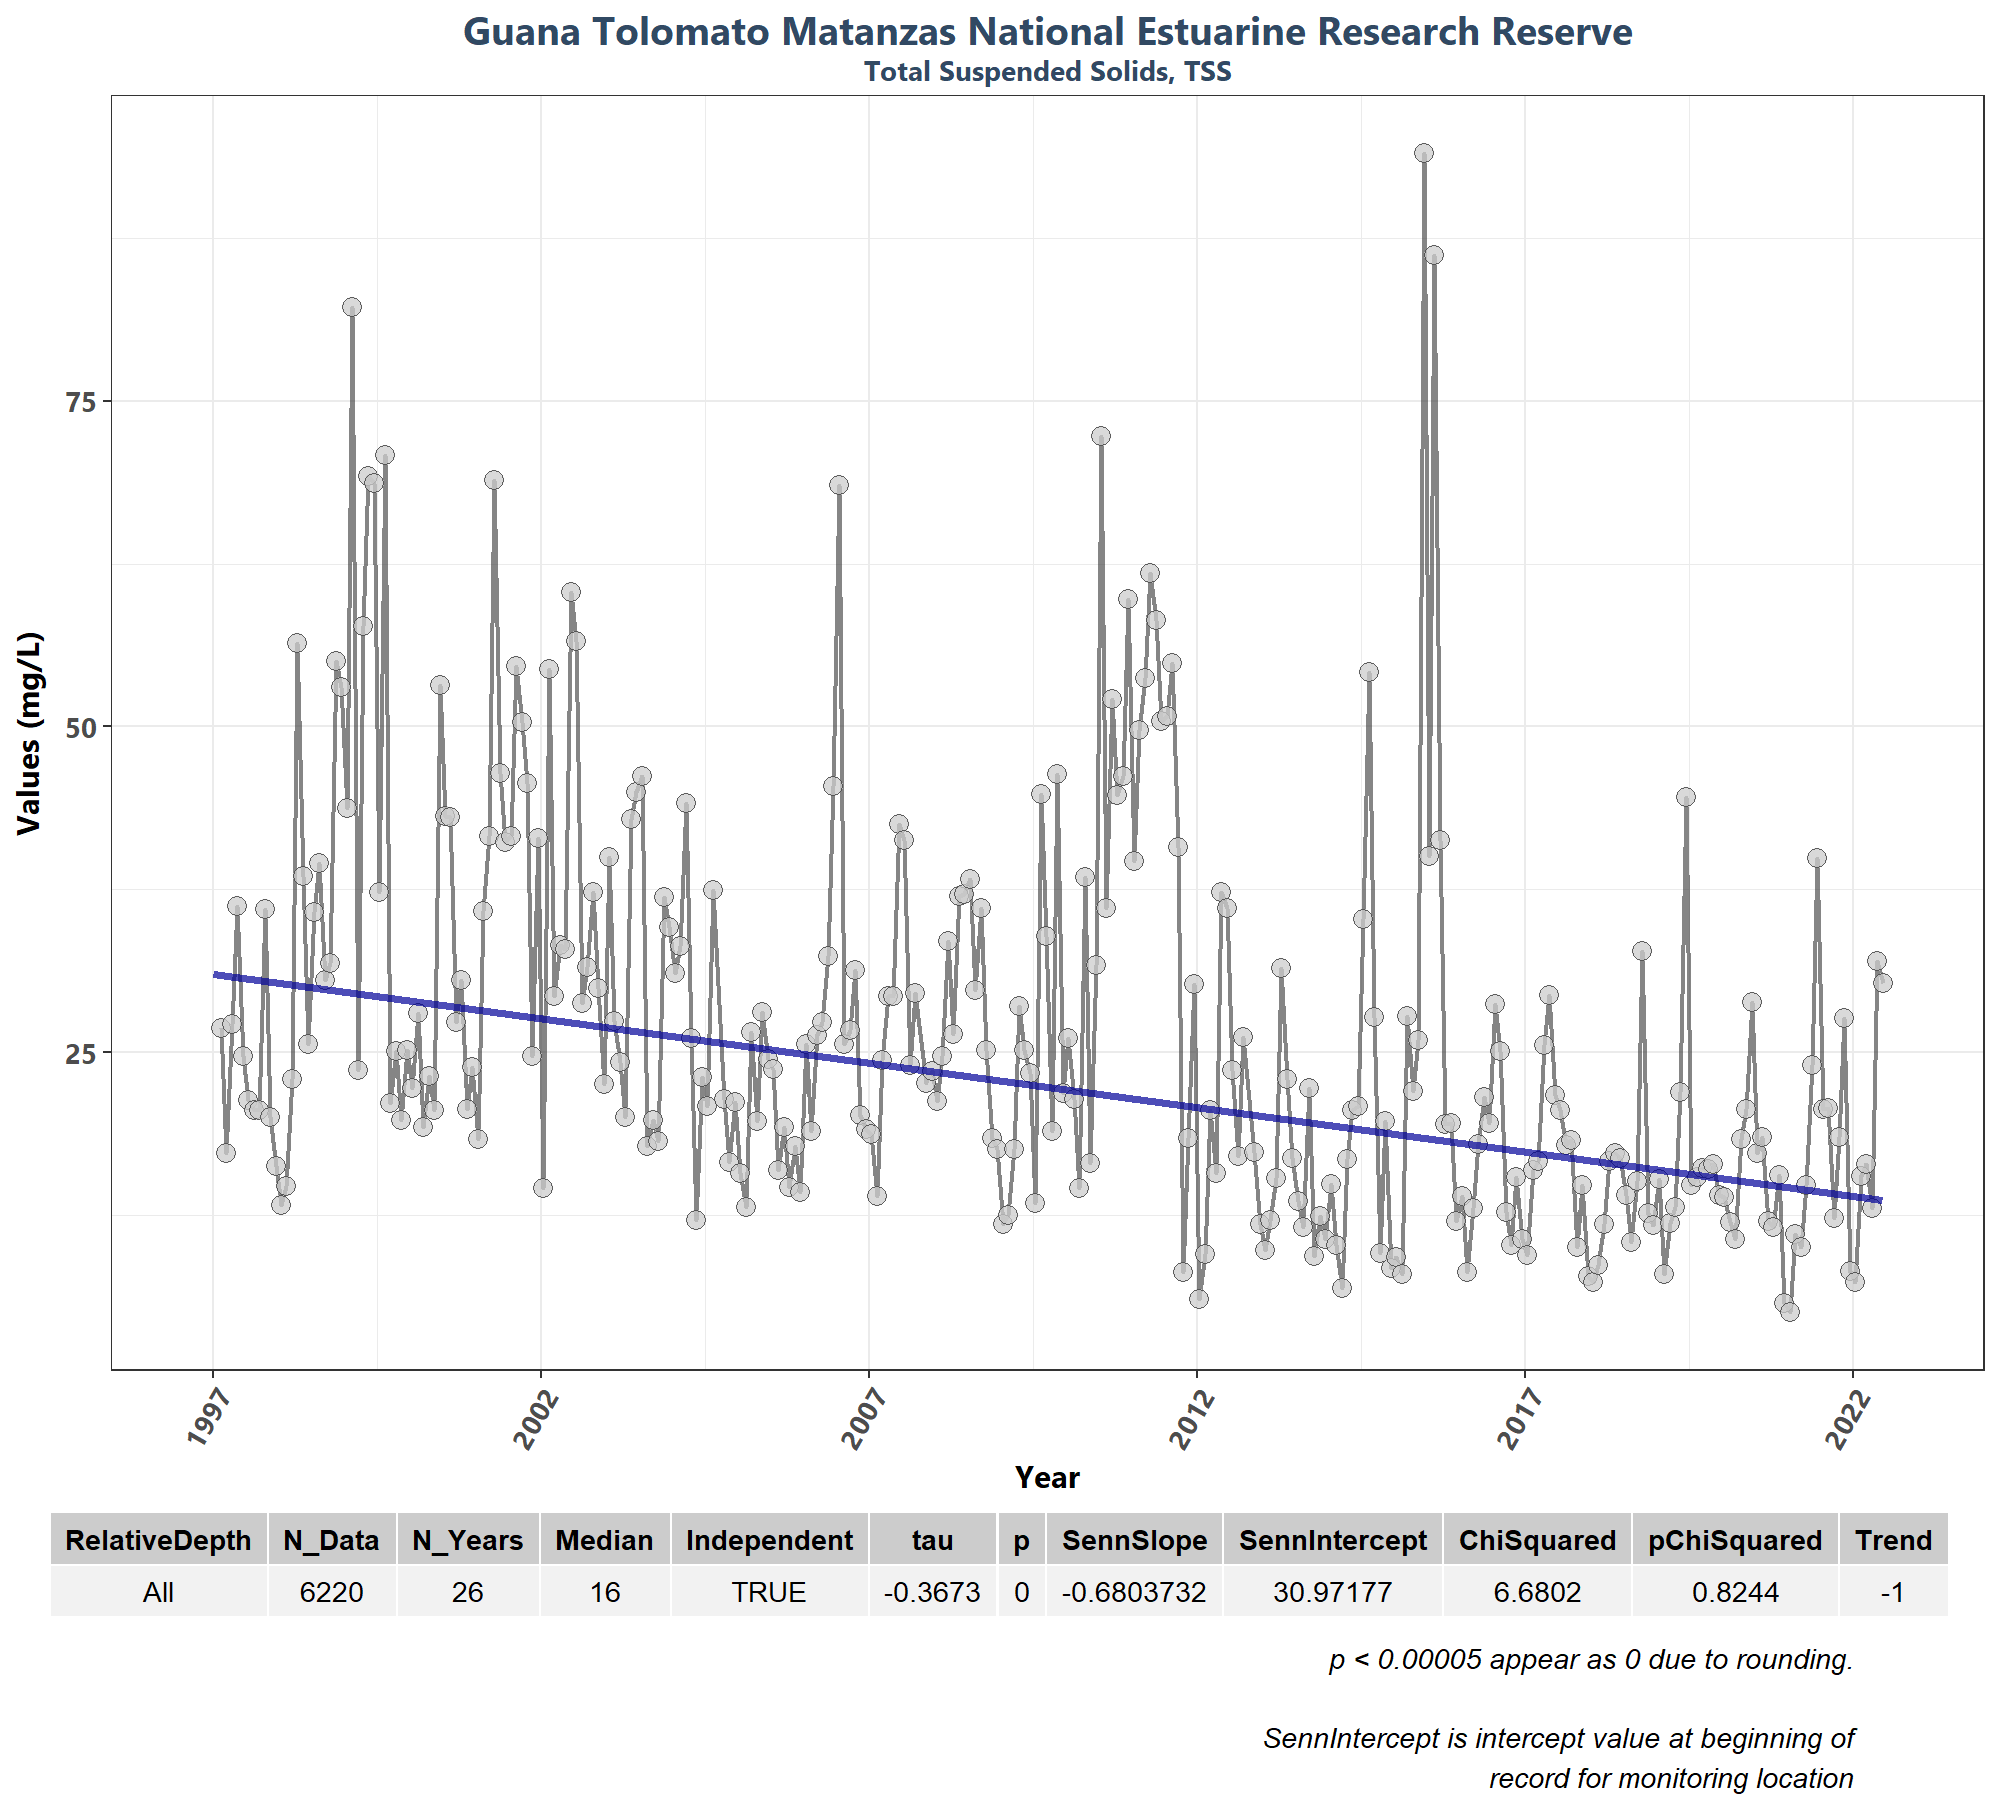 Guana Tolomato Matanzas National Estuarine Research Reserve
Total Suspended Solids, TSS
Values (mg/L)
75
50
25
1997 2002 2007 2012 2017 2022
Year
RelativeDepth N_Data N_Years Median Independent tau p SennSlope SennIntercept ChiSquared pChiSquared Trend
All 6220 26 16 TRUE -0.3673 0 -0.6803732 30.97177 6.6802 0.8244 -1
p < 0.00005 appear as 0 due to rounding.
SennIntercept is intercept value at beginning of
record for monitoring location